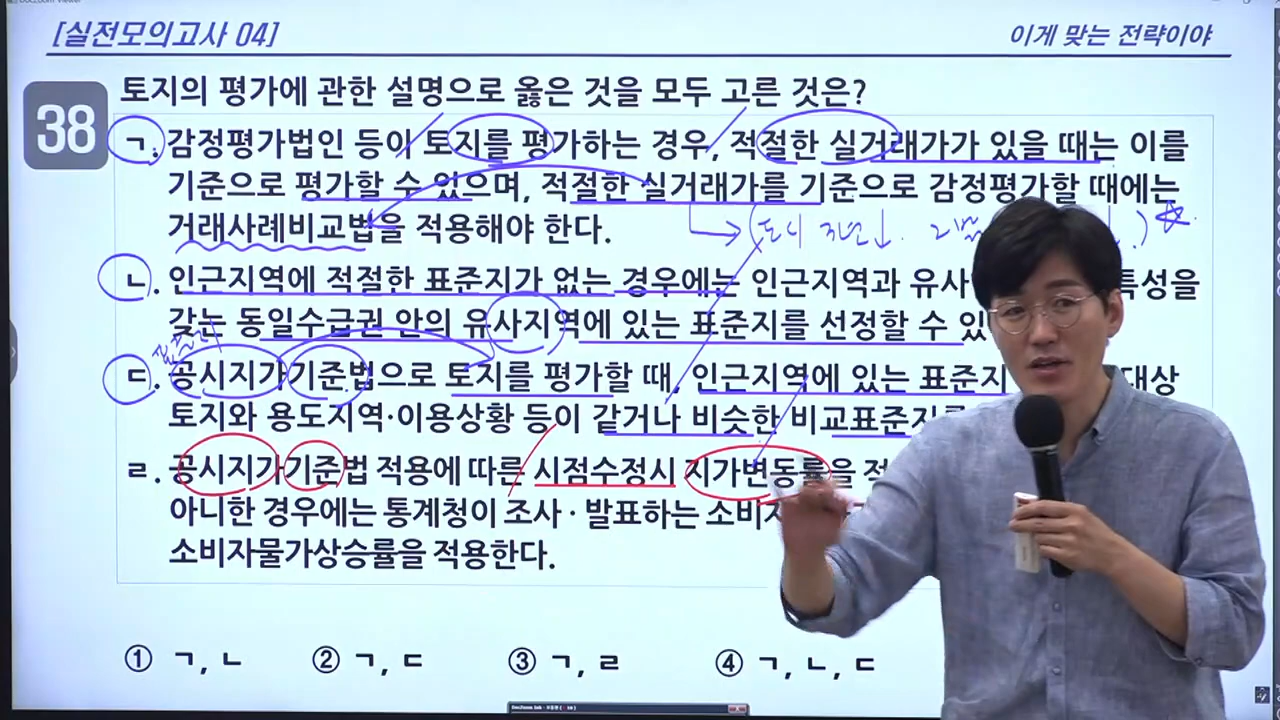 [실전모의고사 04]
이게 맞는 전략이야
38
토지의 평가에 관한 설명으로 옳은 것을 모두 고른 것은?
ㄱ. 감정평가법인 등이 토지를 평가하는 경우, 적절한 실거래가가 있을 때는 이를
기준으로 평가할 수 있으며, 적절한 실거래가를 기준으로 감정평가할 때에는
거래사례비교법을 적용해야 한다.
ㄴ. 인근지역에 적절한 표준지가 없는 경우에는 인근지역과 유사 특성을
갖는 동일수급권 안의 유사지역에 있는 표준지를 선정할 수 있
ㄷ. 공시지가기준법으로 토지를 평가할 때, 인근지역에 있는 표준지 대상
토지와 용도지역·이용상황 등이 같거나 비슷한 비교표준지
ㄹ. 공시지가기준법 적용에 따른 시점수정시 지가변동률을 적
아니한 경우에는 통계청이 조사·발표하는 소비자
소비자물가상승률을 적용한다.
① ㄱ, ㄴ ② ㄱ, ㄷ ③ ㄱ, ㄹ ④ ㄱ, ㄴ, ㄷ